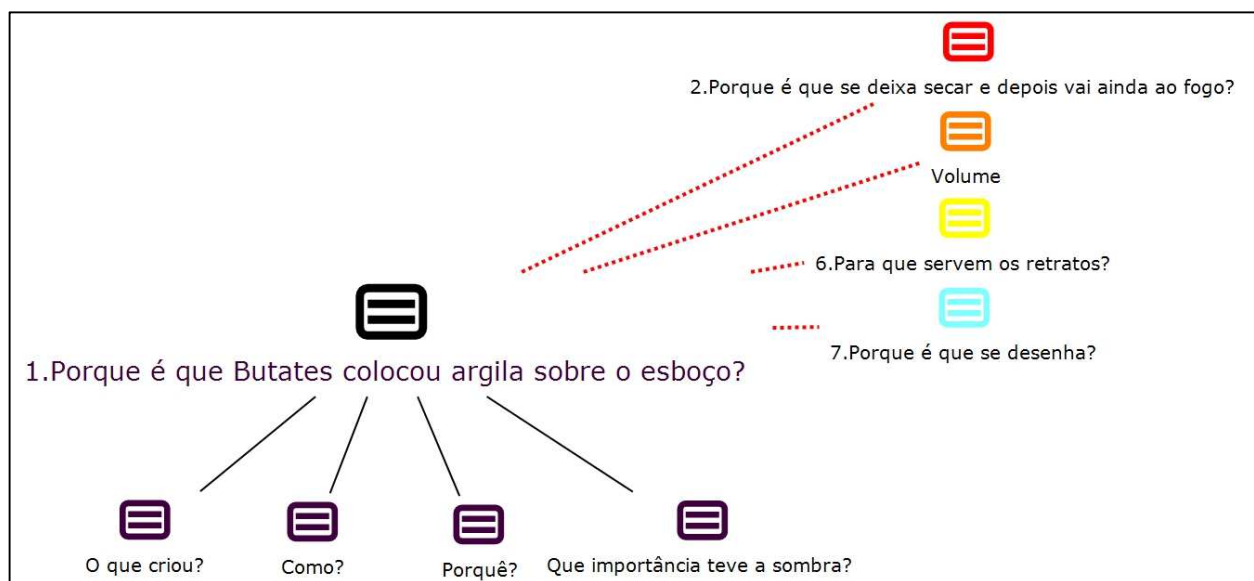 2.Porque é que se deixa secar e depois vai ainda ao fogo?
Volume
6.Para que servem os retratos?
7.Porque é que se desenha?
1.Porque é que Butates colocou argila sobre o esboço?
O que criou?
Como?
Porquê?
Que importância teve a sombra?